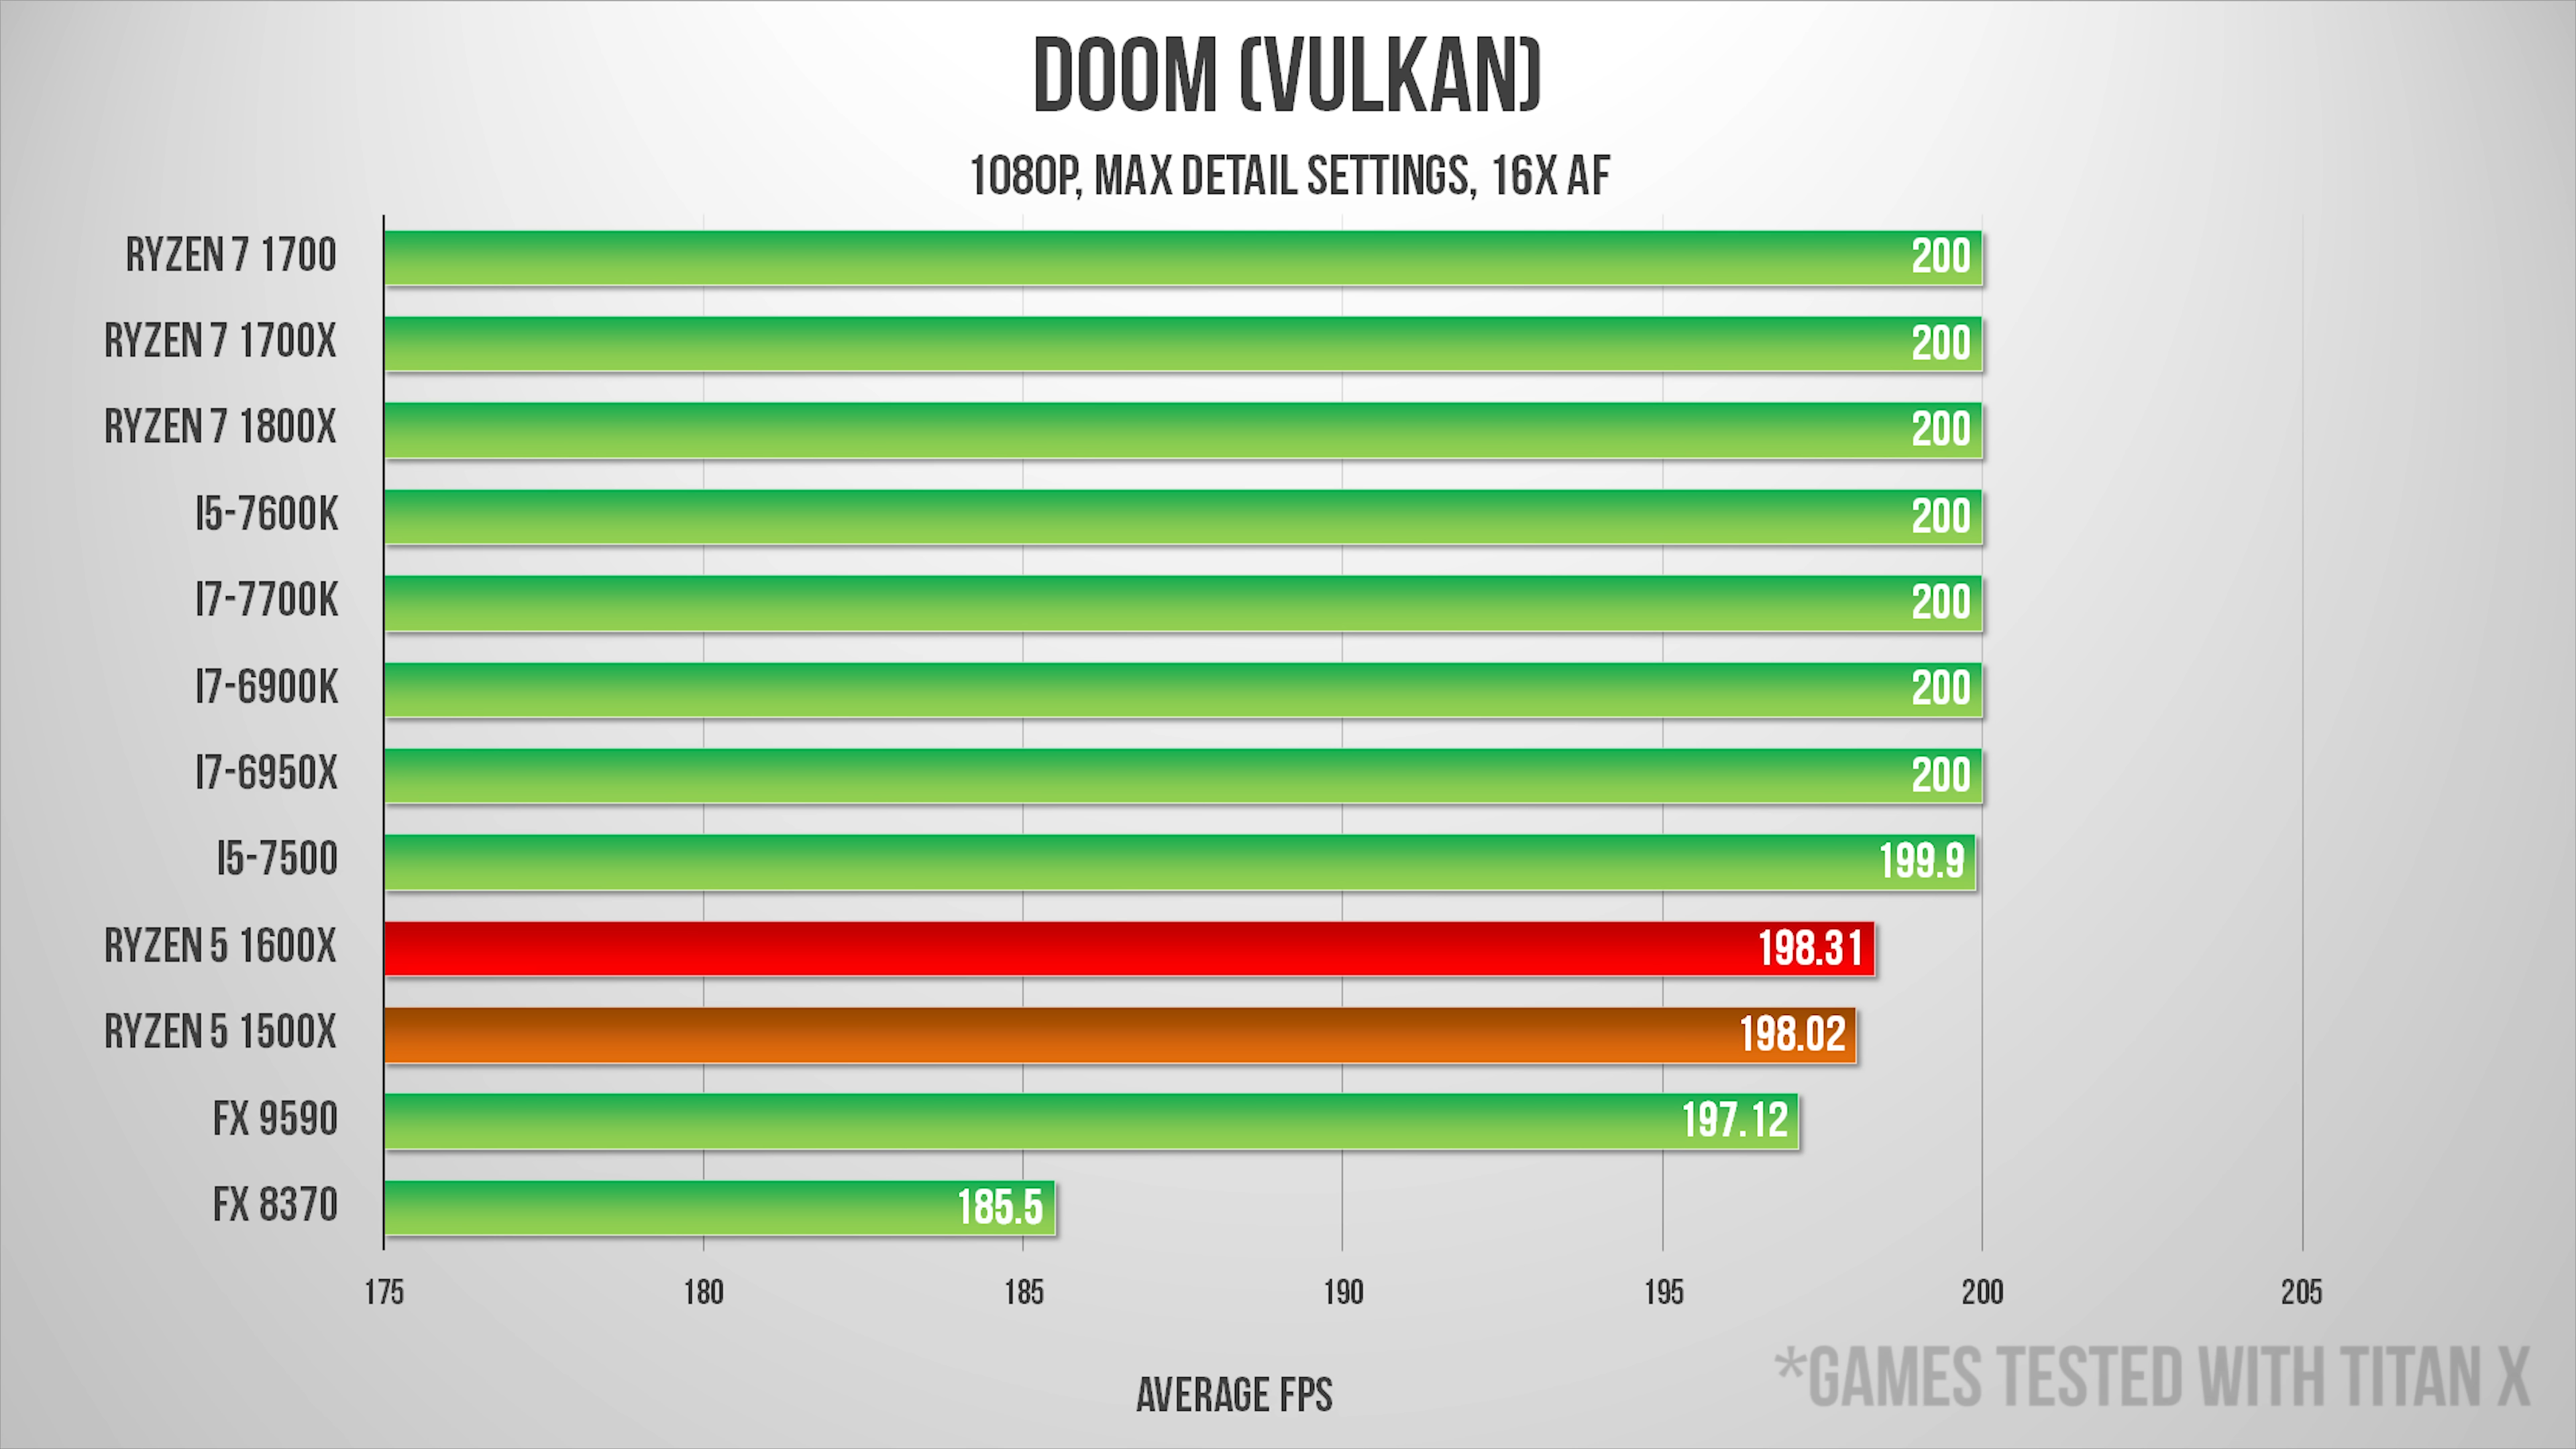 DOOM (VULKAN)
1080P, MAX DETAIL SETTINGS, 16X AF
RYZEN 7 1700 200
RYZEN 7 1700X 200
RYZEN 7 1800X 200
I5-7600K 200
I7-7700K 200
I7-6900K 200
I7-6950X 200
I5-7500 199.9
RYZEN 5 1600X 198.31
RYZEN 5 1500X 198.02
FX 9590 197.12
FX 8370 185.5
175 180 185 190 195 200 205
AVERAGE FPS
*GAMES TESTED WITH TITAN X